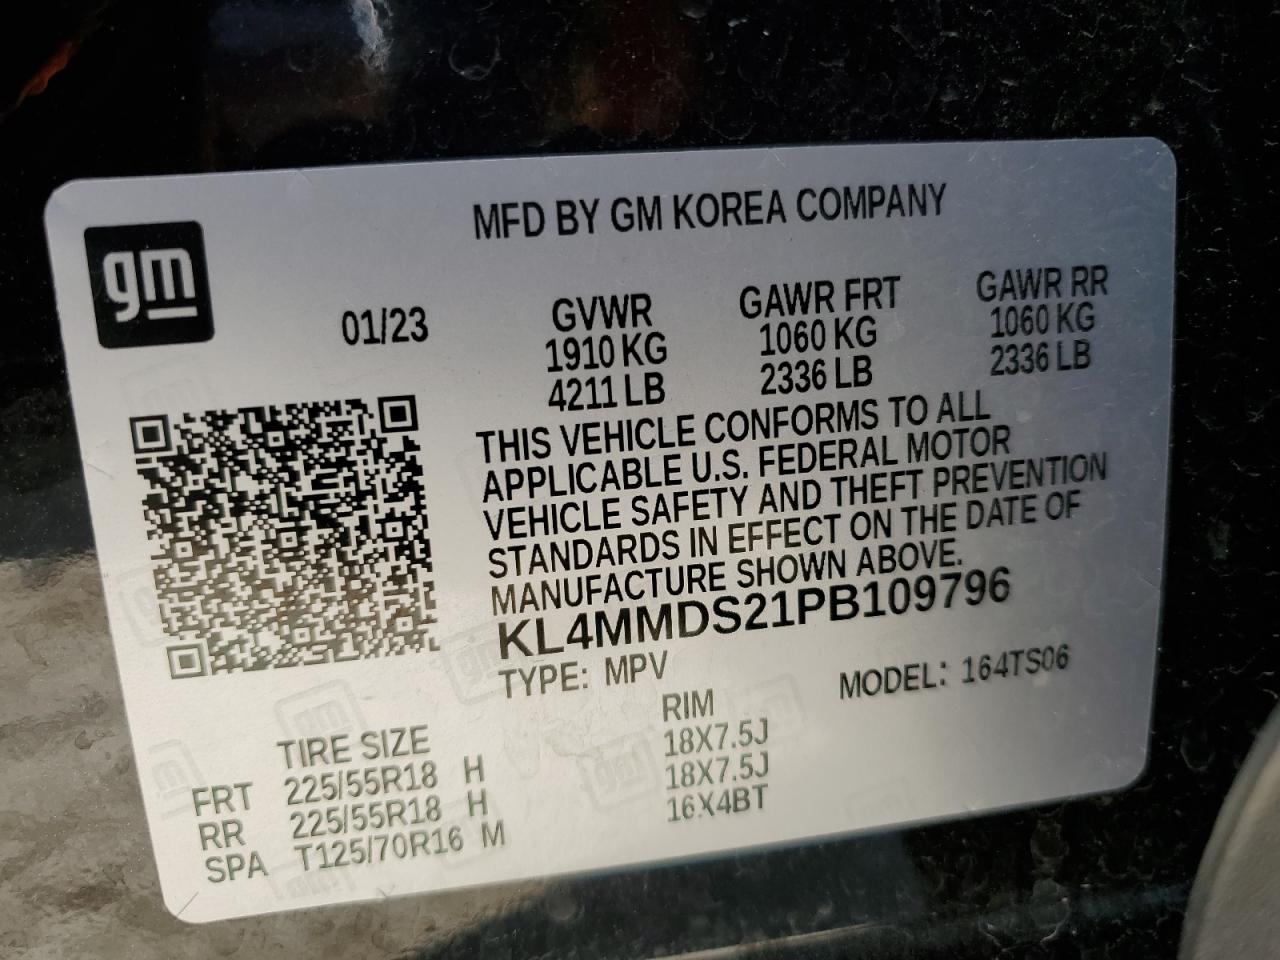 gm
MFD BY GM KOREA COMPANY
01/23
GVWR GAWR FRT GAWR RR
1910 KG 1060 KG 1060 KG
4211 LB 2336 LB 2336 LB
THIS VEHICLE CONFORMS TO ALL
APPLICABLE U.S. FEDERAL MOTOR
VEHICLE SAFETY AND THEFT PREVENTION
STANDARDS IN EFFECT ON THE DATE OF
MANUFACTURE SHOWN ABOVE.
KL4MMDS21PB109796
TYPE: MPV MODEL: 164TS06
TIRE SIZE RIM
FRT 225/55R18 H 18X7.5J
RR 225/55R18 H 18X7.5J
SPA T125/70R16 M 16X4BT